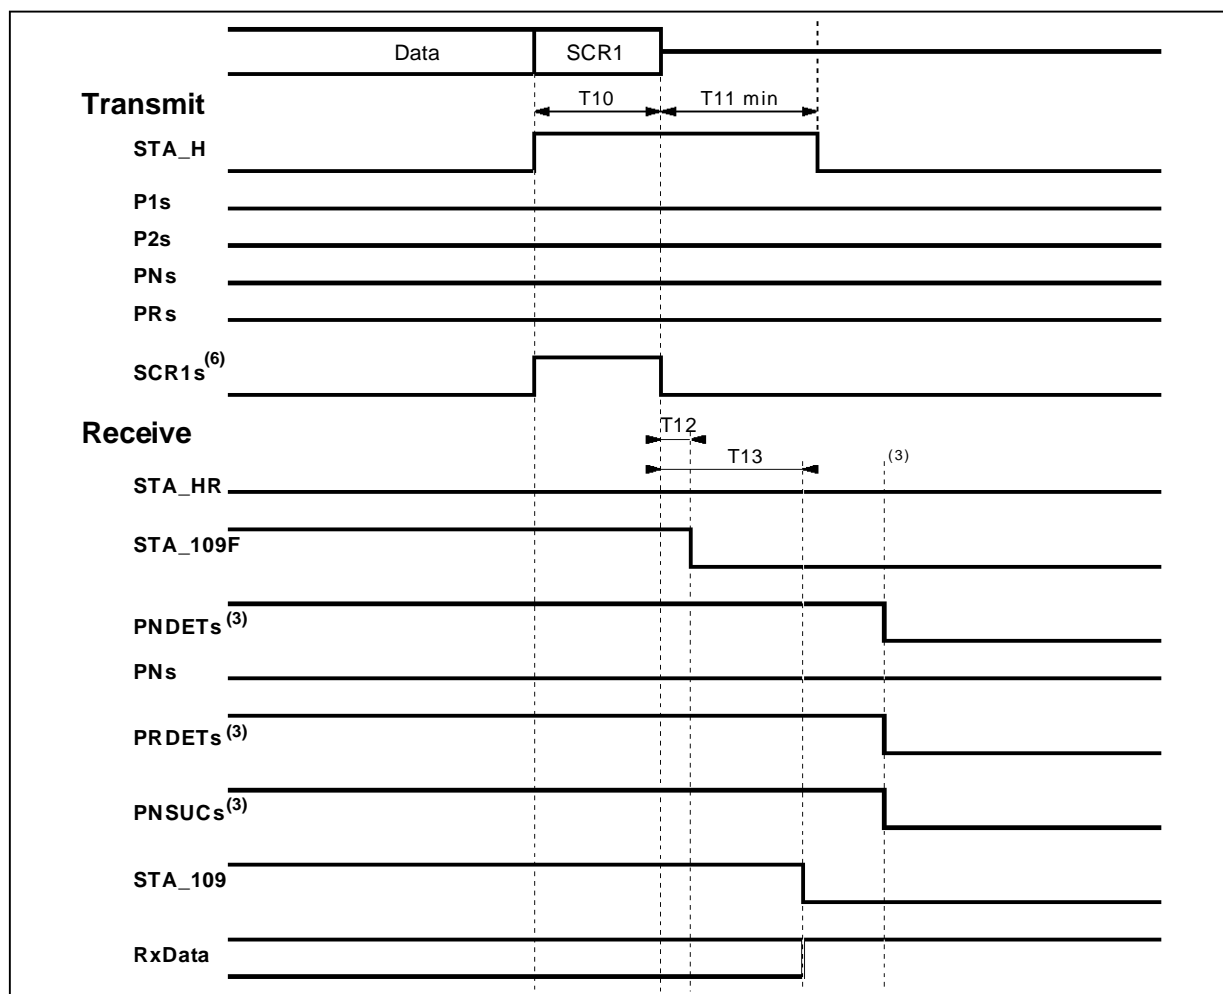 Data SCR1
T10 T11 min
Transmit
STA_H
P1s
P2s
PNs
PRs
SCR1s(6)
Receive
T12
T13 (3)
STA_HR
STA_109F
PNDETs(3)
PNs
PRDETs(3)
PNSUCs(3)
STA_109
RxData